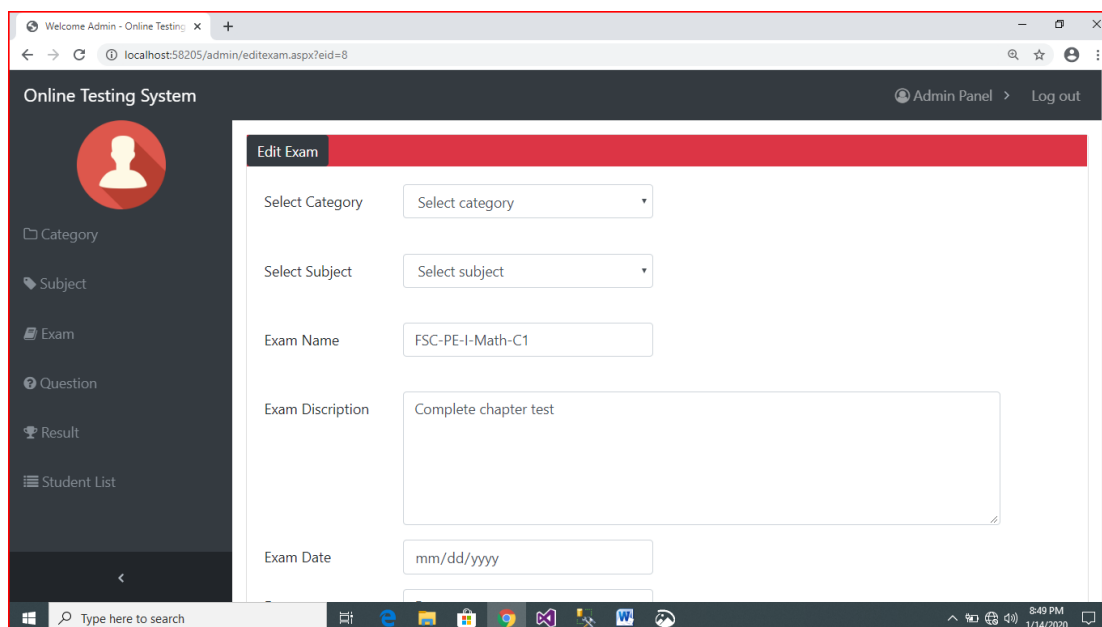 Welcome Admin - Online Testing
localhost:58205/admin/editexam.aspx?eid=8
Online Testing System
Admin Panel > Log out
Edit Exam
Select Category Select category
Category
Select Subject Select subject
Subject
Exam
Exam Name FSC-PE-I-Math-C1
Question
Exam Discription Complete chapter test
Result
Student List
Exam Date mm/dd/yyyy
Type here to search
8:49 PM
1/14/2020